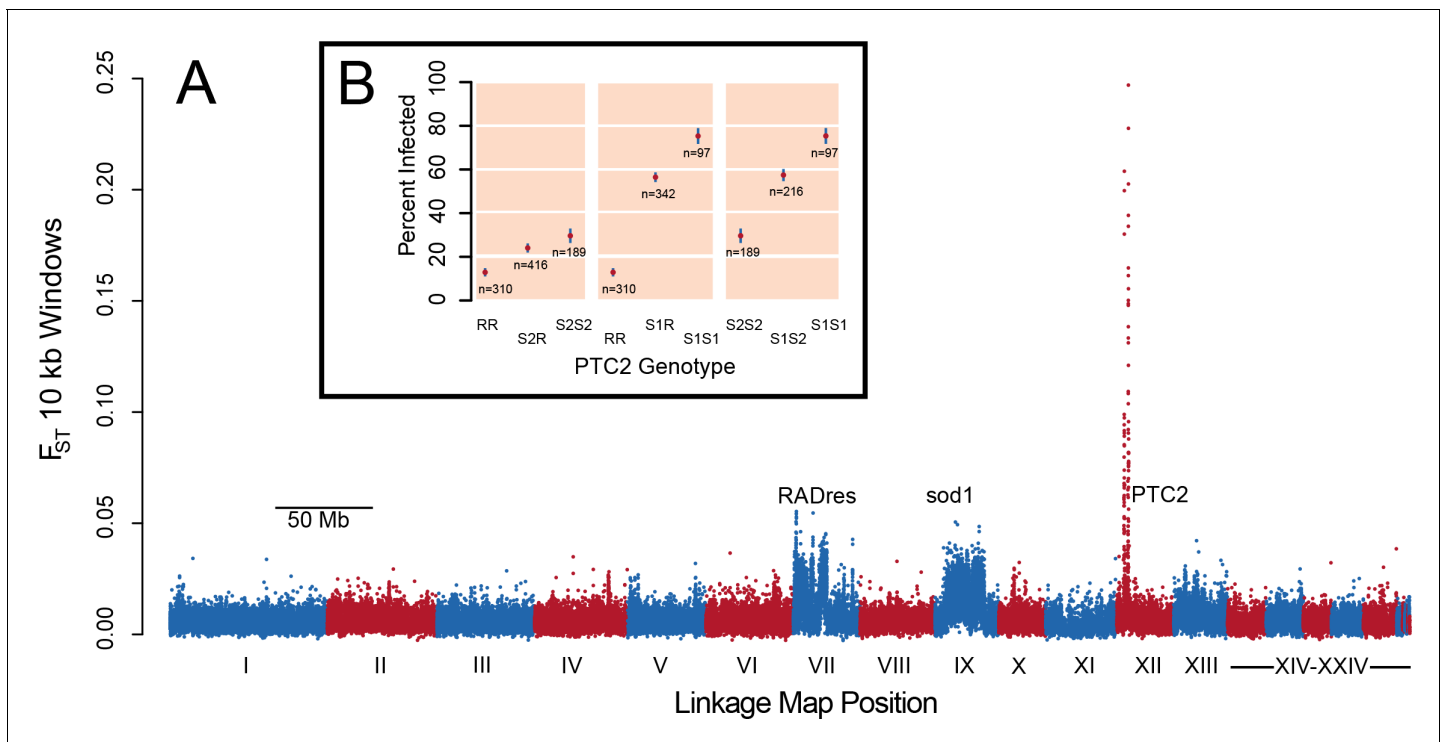 A
B
Percent Infected
100
80
60
40
20
0
n=310
n=416
n=189
n=310
n=342
n=97
n=189
n=216
n=97
RR
S2R
S2S2
RR
S1R
S1S1
S2S2
S1S2
S1S1
PTC2 Genotype
FST 10 kb Windows
0.25
0.20
0.15
0.10
0.05
0.00
50 Mb
RADres
sod1
PTC2
I II III IV V VI VII VIII IX X XI XII XIII XIV-XXIV
Linkage Map Position